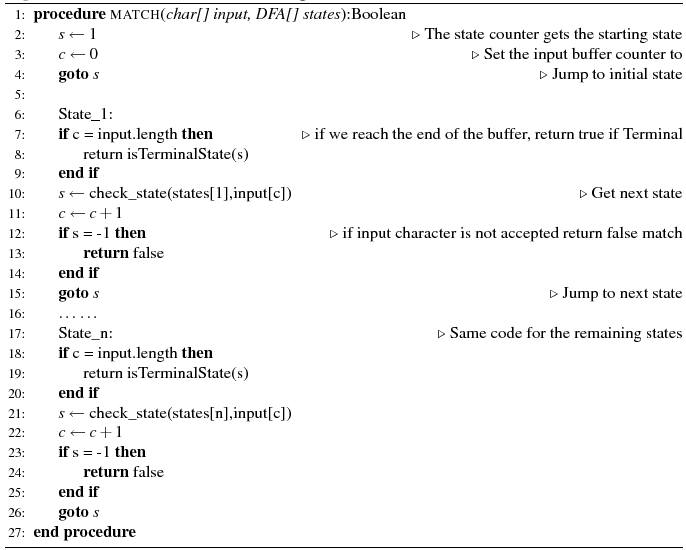 1: procedure MATCH(char[] input, DFA[] states):Boolean
2: s ← 1 ▷ The state counter gets the starting state
3: c ← 0 ▷ Set the input buffer counter to
4: goto s ▷ Jump to initial state
5:
6: State_1:
7: if c = input.length then ▷ if we reach the end of the buffer, return true if Terminal
8: return isTerminalState(s)
9: end if
10: s ← check_state(states[1],input[c]) ▷ Get next state
11: c ← c + 1
12: if s = -1 then ▷ if input character is not accepted return false match
13: return false
14: end if
15: goto s ▷ Jump to next state
16: ……
17: State_n: ▷ Same code for the remaining states
18: if c = input.length then
19: return isTerminalState(s)
20: end if
21: s ← check_state(states[n],input[c])
22: c ← c + 1
23: if s = -1 then
24: return false
25: end if
26: goto s
27: end procedure